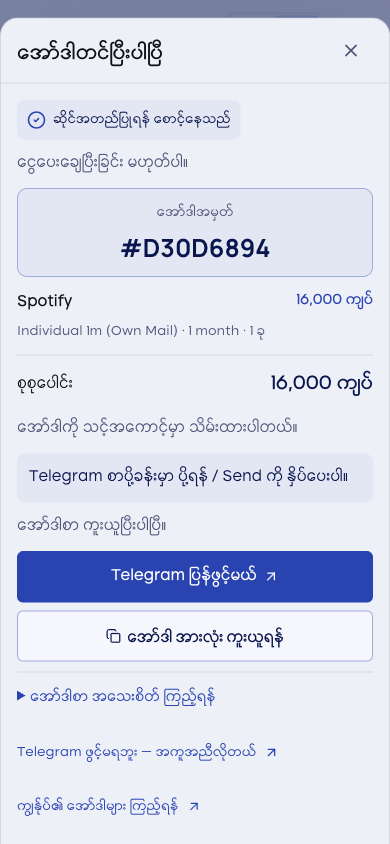 အော်ဒါတင်ပြီးပါပြီ
ဆိုင်အတည်ပြုရန် စောင့်နေသည်
ငွေပေးချေပြီးခြင်း မဟုတ်ပါ။
အော်ဒါအမှတ်
#D30D6894
Spotify
16,000 ကျပ်
Individual 1m (Own Mail) · 1 month · 1 ခု
စုစုပေါင်း
16,000 ကျပ်
အော်ဒါကို သင့်အကောင့်မှာ သိမ်းထားပါတယ်။
Telegram စာပို့ခန်းမှာ ပို့ရန် / Send ကို နှိပ်ပေးပါ။
အော်ဒါစာ ကူးယူပြီးပါပြီ။
Telegram ပြန်ဖွင့်မယ် ↗
အော်ဒါ အားလုံး ကူးယူရန်
▶ အော်ဒါစာ အသေးစိတ် ကြည့်ရန်
Telegram ဖွင့်မရဘူး — အကူအညီလိုတယ် ↗
ကျွန်ုပ်၏ အော်ဒါများ ကြည့်ရန် ↗